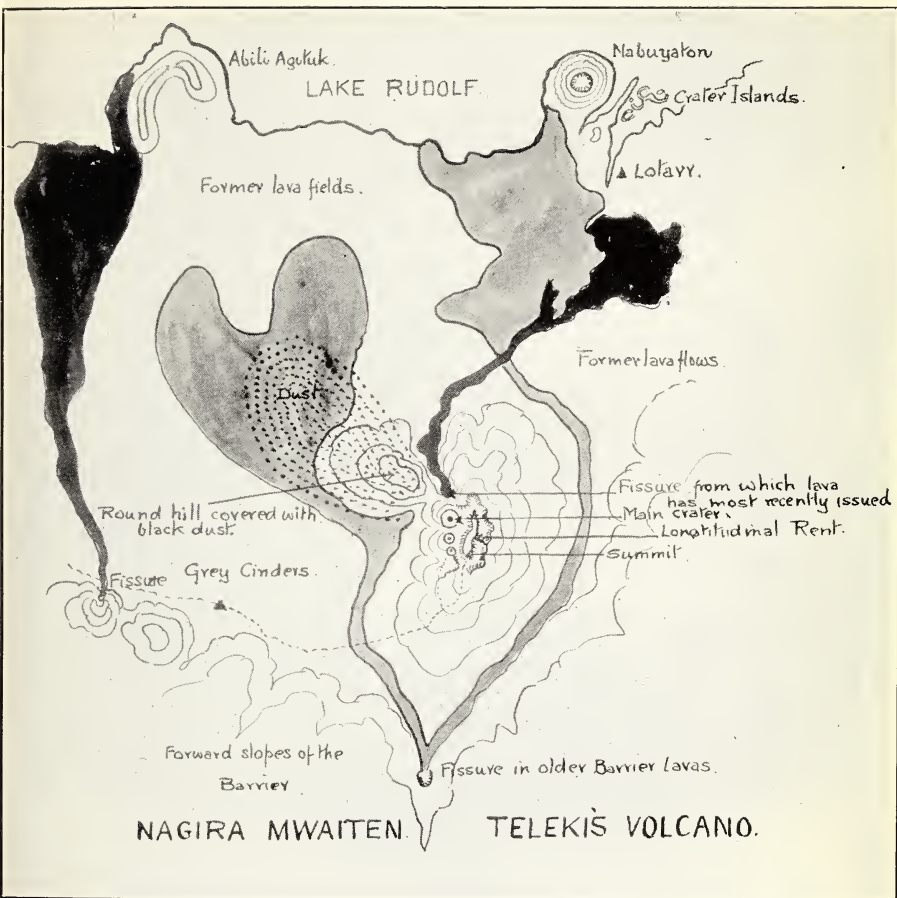 Abili Agituk.
LAKE RUDOLF.
Nabuyaton
Crater Islands.
Lotavy.
Former lava fields.
Former lava flows.
Dust.
Fissure from which lava
has most recently issued
Main crater.
Longtitudinal Rent.
Summit.
Round hill covered with
black dust.
Fissure
Grey Cinders.
Forward slopes of the
Barrier
Fissure in older Barrier Lavas.
NAGIRA MWAITEN.
TELEKIS VOLCANO.